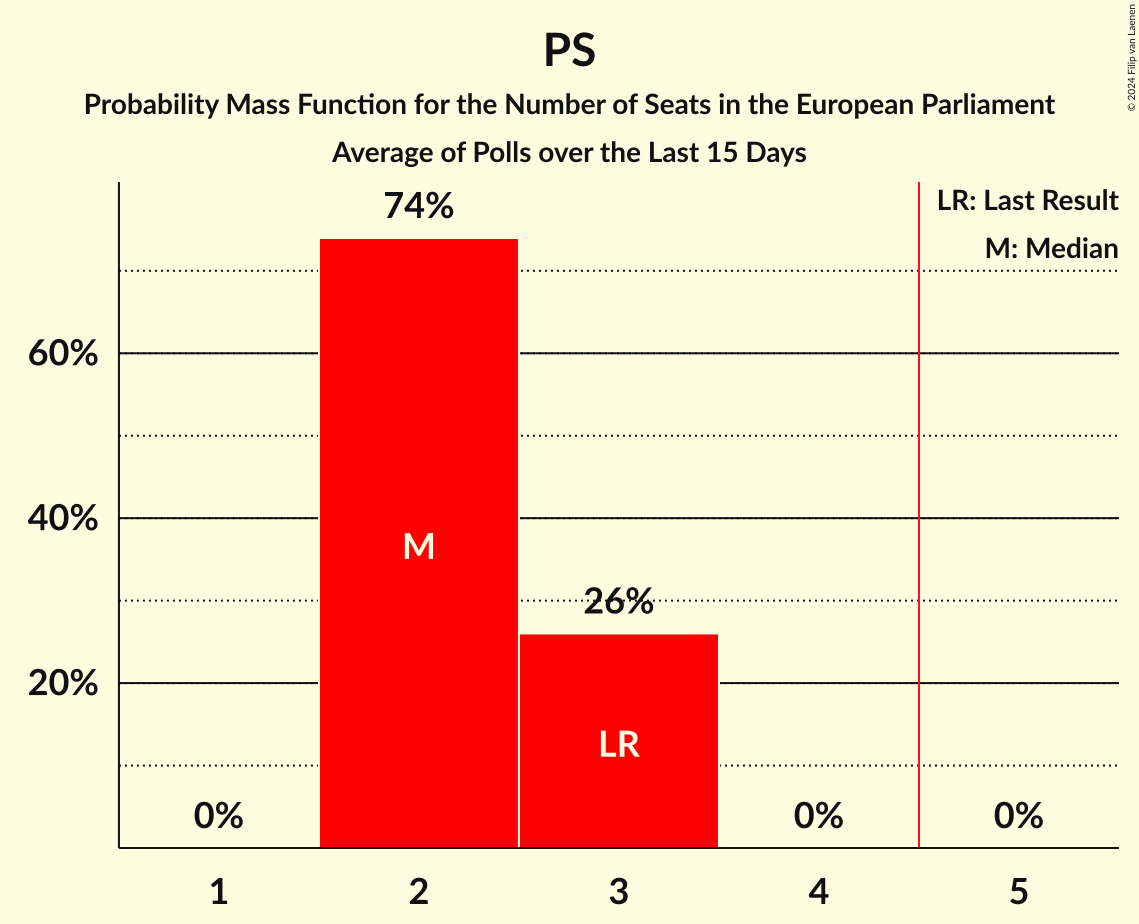 PS
Probability Mass Function for the Number of Seats in the European Parliament
Average of Polls over the Last 15 Days
© 2024 Filip van Laenen
LR: Last Result
M: Median
74%
60%
40%
M
26%
20%
LR
0%
0%
0%
1
2
3
4
5